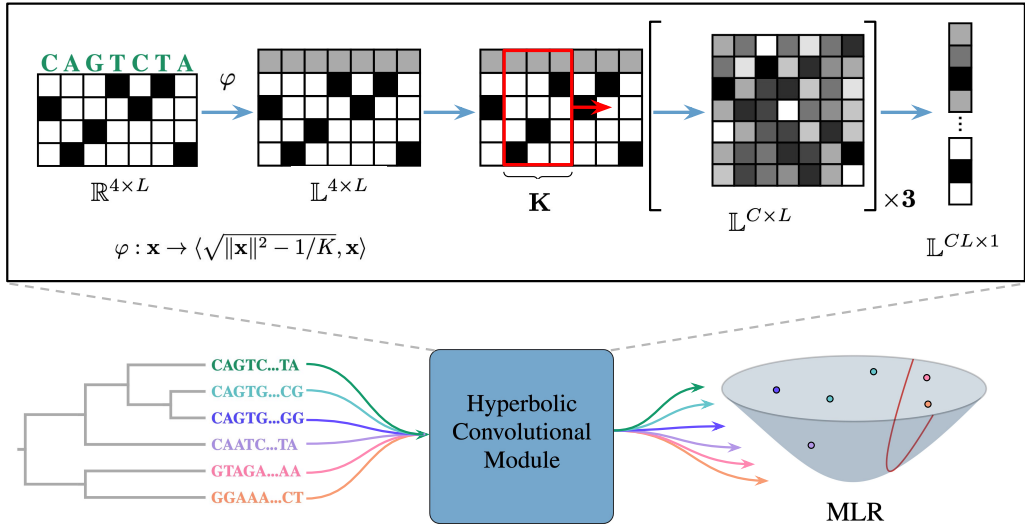 C A G T C T A
φ
ℝ^{4×L}
𝕃^{4×L}
K
𝕃^{C×L}
×3
𝕃^{CL×1}
φ : x → ⟨√(‖x‖² − 1/K), x⟩
CAGTC...TA
CAGTG...CG
CAGTG...GG
CAATC...TA
GTAGA...AA
GGAAA...CT
Hyperbolic
Convolutional
Module
MLR